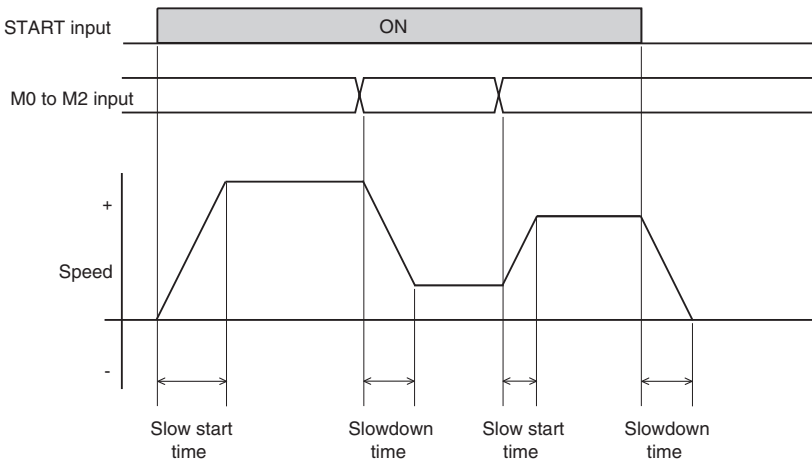 START input
ON
M0 to M2 input
+
Speed
-
Slow start
time
Slowdown
time
Slow start
time
Slowdown
time